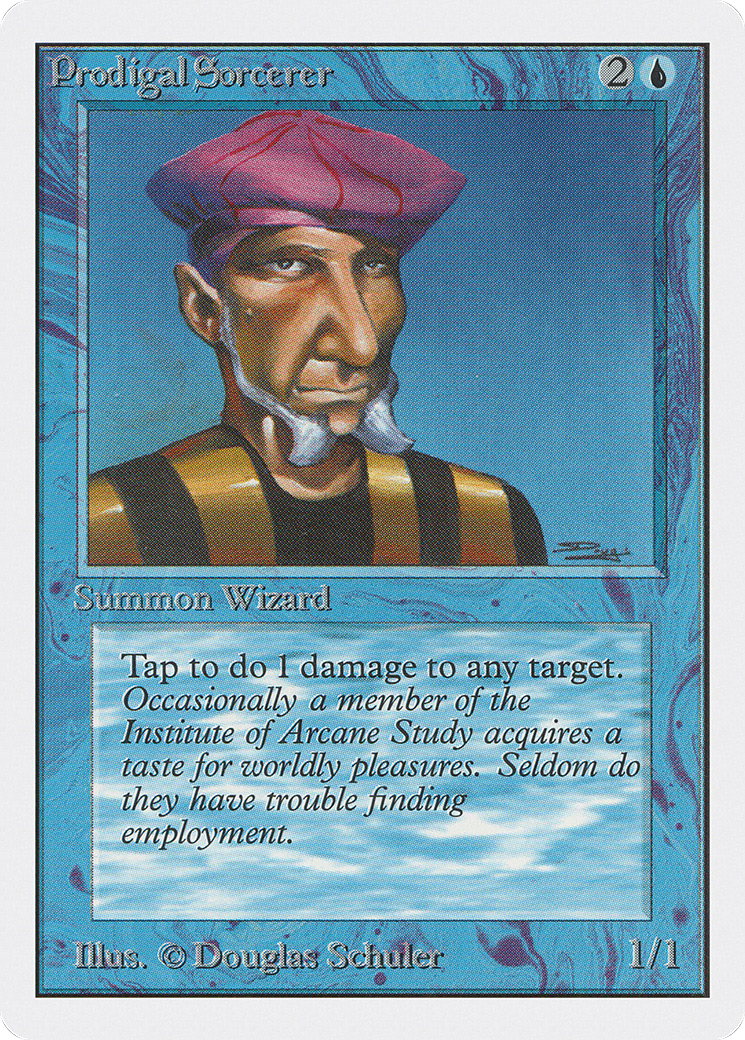 Prodigal Sorcerer 2
Summon Wizard
Tap to do 1 damage to any target.
Occasionally a member of the
Institute of Arcane Study acquires a
taste for worldly pleasures. Seldom do
they have trouble finding
employment.
Illus. © Douglas Schuler 1/1